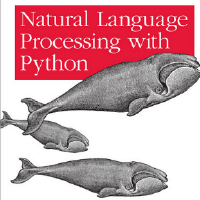 Natural Language
Processing with
Python